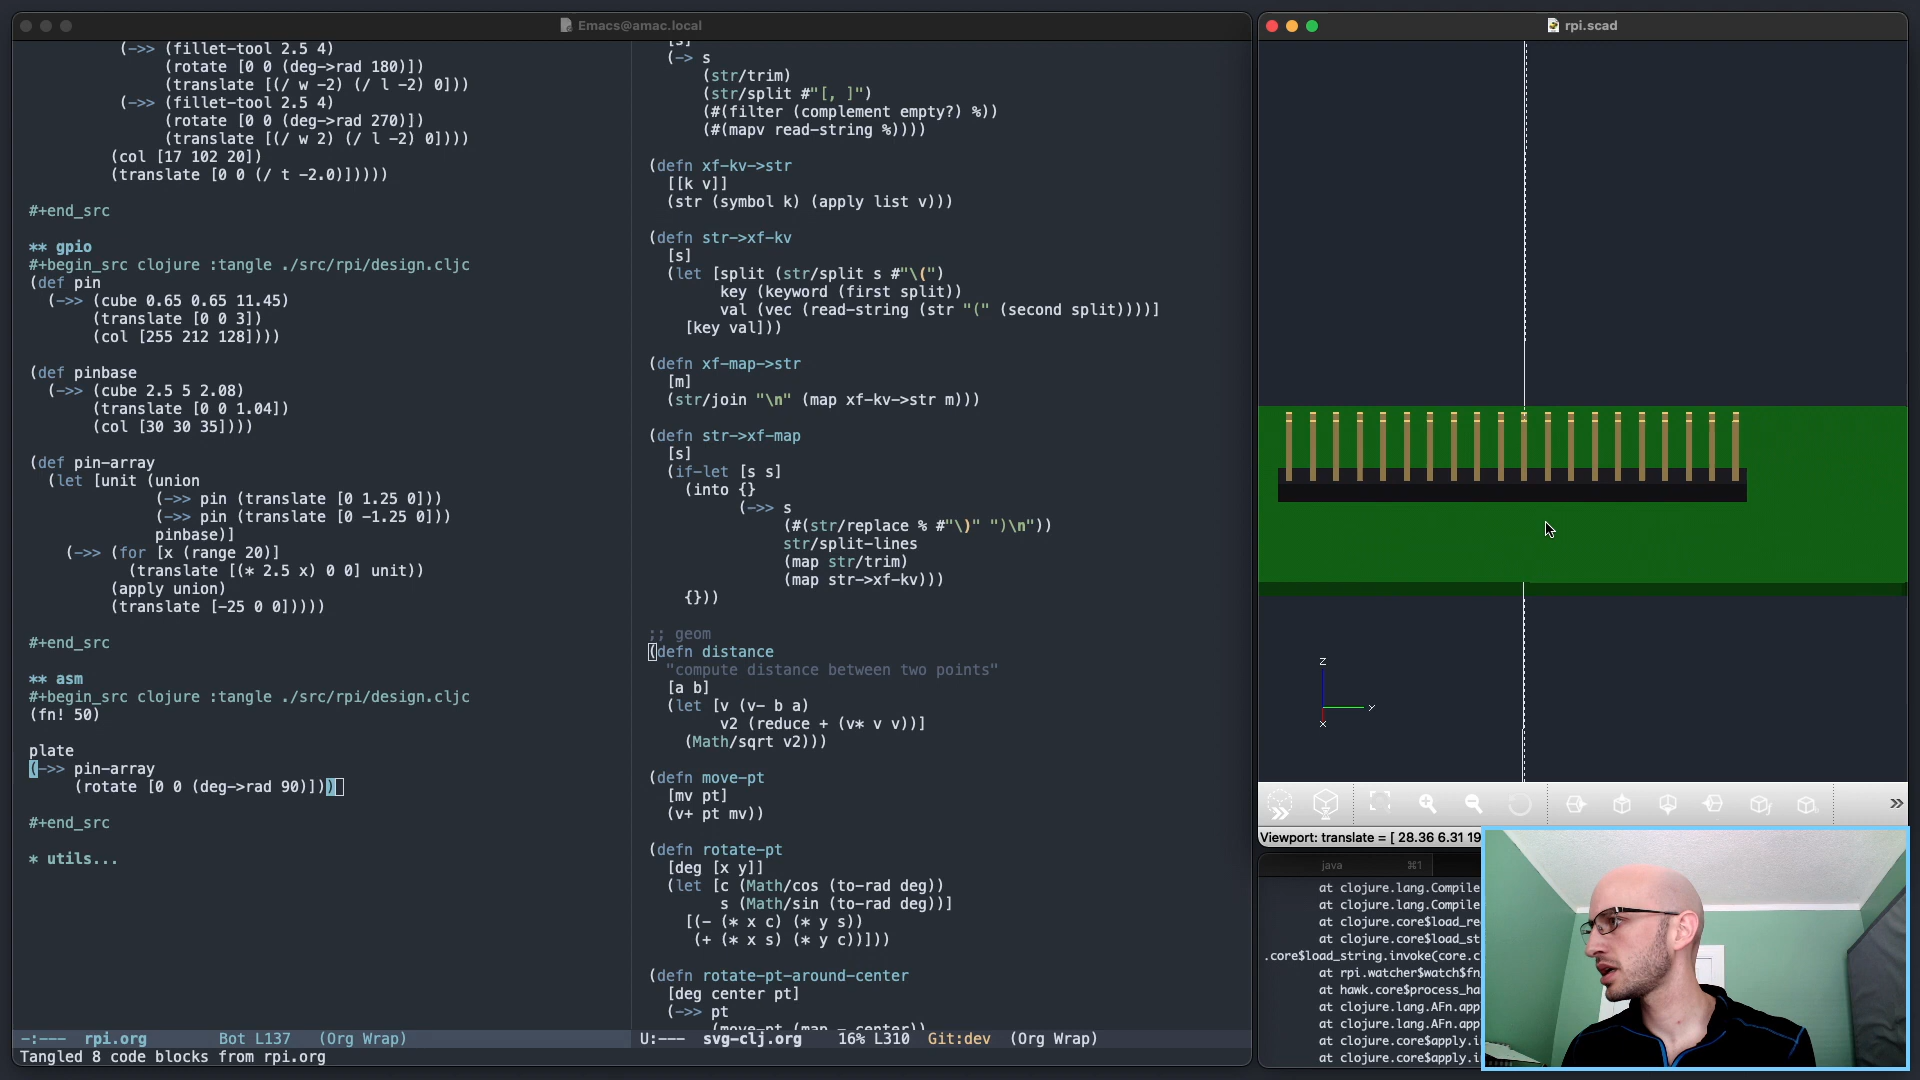 Emacs@amac.local
(->> (fillet-tool 2.5 4)
(rotate [0 0 (deg->rad 180)])
(translate [(/ w -2) (/ l -2) 0]))
(->> (fillet-tool 2.5 4)
(rotate [0 0 (deg->rad 270)])
(translate [(/ w 2) (/ l -2) 0])))
(col [17 102 20])
(translate [0 0 (/ t -2.0)]))))
#+end_src
** gpio
#+begin_src clojure :tangle ./src/rpi/design.cljc
(def pin
(->> (cube 0.65 0.65 11.45)
(translate [0 0 3])
(col [255 212 128])))
(def pinbase
(->> (cube 2.5 5 2.08)
(translate [0 0 1.04])
(col [30 30 35])))
(def pin-array
(let [unit (union
(->> pin (translate [0 1.25 0]))
(->> pin (translate [0 -1.25 0]))
pinbase)]
(->> (for [x (range 20)]
(translate [(* 2.5 x) 0 0] unit))
(apply union)
(translate [-25 0 0]))))
#+end_src
** asm
#+begin_src clojure :tangle ./src/rpi/design.cljc
(fn! 50)
plate
(->> pin-array
(rotate [0 0 (deg->rad 90)]))
#+end_src
* utils...
-:---  rpi.org  Bot L137  (Org Wrap)
Tangled 8 code blocks from rpi.org
[s]
(-> s
(str/trim)
(str/split #"[, ]")
(#(filter (complement empty?) %))
(#(mapv read-string %))))
(defn xf-kv->str
[[k v]]
(str (symbol k) (apply list v)))
(defn str->xf-kv
[s]
(let [split (str/split s #"\(")
key (keyword (first split))
val (vec (read-string (str "(" (second split))))]
[key val]))
(defn xf-map->str
[m]
(str/join "\n" (map xf-kv->str m)))
(defn str->xf-map
[s]
(if-let [s s]
(into {}
(->> s
(#(str/replace % #"\)" ")\n"))
str/split-lines
(map str/trim)
(map str->xf-kv)))
{}))
;; geom
(defn distance
"compute distance between two points"
[a b]
(let [v (v- b a)
v2 (reduce + (v* v v))]
(Math/sqrt v2)))
(defn move-pt
[mv pt]
(v+ pt mv))
(defn rotate-pt
[deg [x y]]
(let [c (Math/cos (to-rad deg))
s (Math/sin (to-rad deg))]
[(- (* x c) (* y s))
(+ (* x s) (* y c))]))
(defn rotate-pt-around-center
[deg center pt]
(->> pt
(move-pt (map - center))
U:---  svg-clj.org  16% L310  Git:dev  (Org Wrap)
rpi.scad
z
y
x
Viewport: translate = [ 28.36 6.31 19
java ⌘1
at clojure.lang.Compile
at clojure.lang.Compile
at clojure.core$load_re
at clojure.core$load_st
.core$load_string.invoke(core.c
at rpi.watcher$watch$fn
at hawk.core$process_ha
at clojure.lang.AFn.app
at clojure.lang.AFn.app
at clojure.core$apply.i
at clojure.core$apply.i